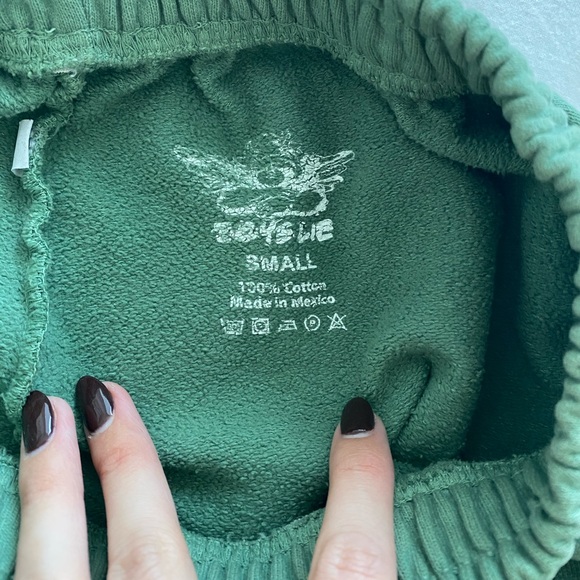 BOYS LIE
SMALL
100% Cotton
Made in Mexico